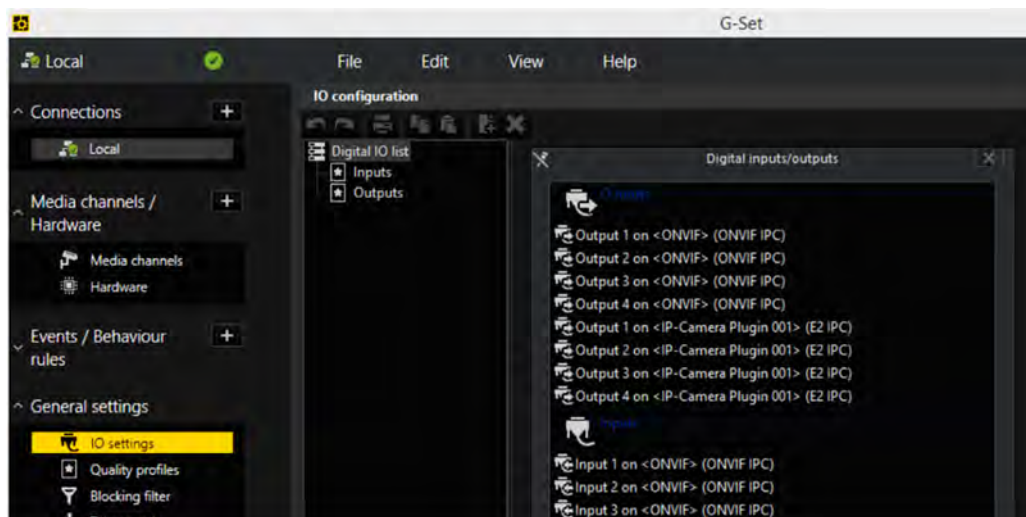 G-Set
Local
File Edit View Help
IO configuration
Connections
Local
Digital IO list
Inputs
Outputs
Digital inputs/outputs
Media channels /
Hardware
Media channels
Hardware
Events / Behaviour
rules
General settings
IO settings
Quality profiles
Blocking filter
Outputs
Output 1 on <ONVIF> (ONVIF IPC)
Output 2 on <ONVIF> (ONVIF IPC)
Output 3 on <ONVIF> (ONVIF IPC)
Output 4 on <ONVIF> (ONVIF IPC)
Output 1 on <IP-Camera Plugin 001> (E2 IPC)
Output 2 on <IP-Camera Plugin 001> (E2 IPC)
Output 3 on <IP-Camera Plugin 001> (E2 IPC)
Output 4 on <IP-Camera Plugin 001> (E2 IPC)
Inputs
Input 1 on <ONVIF> (ONVIF IPC)
Input 2 on <ONVIF> (ONVIF IPC)
Input 3 on <ONVIF> (ONVIF IPC)